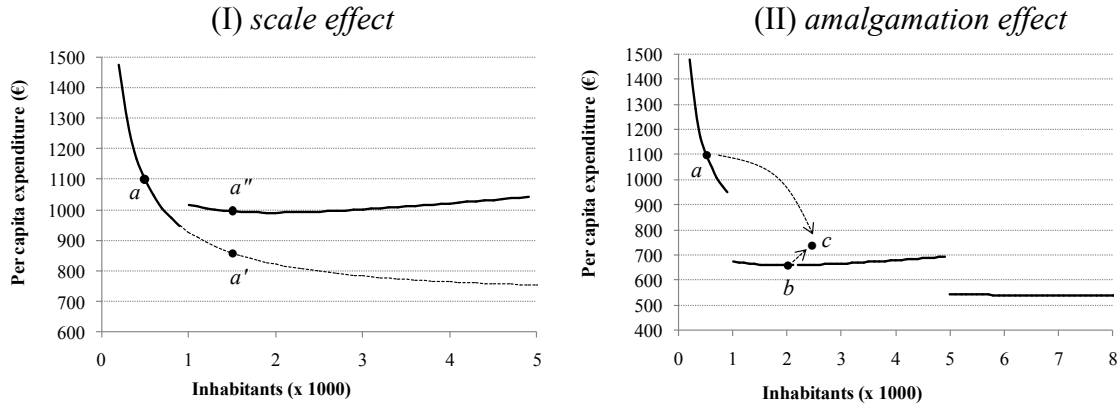 (I) scale effect
Per capita expenditure (€)
1500
1400
1300
1200
1100
1000
900
800
700
600
a
a″
a′
0 1 2 3 4 5
Inhabitants (x 1000)
(II) amalgamation effect
Per capita expenditure (€)
1500
1400
1300
1200
1100
1000
900
800
700
600
500
400
a
c
b
0 1 2 3 4 5 6 7 8
Inhabitants (x 1000)